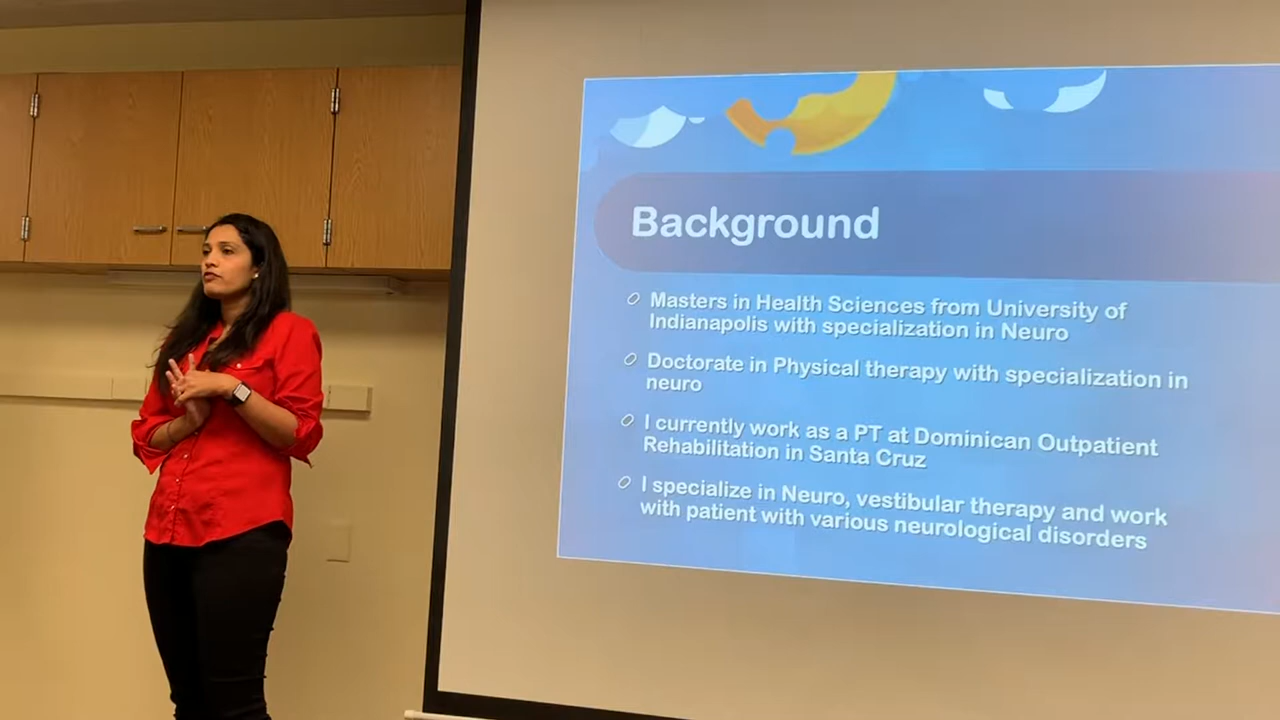 Background
Masters in Health Sciences from University of
Indianapolis with specialization in Neuro
Doctorate in Physical therapy with specialization in
neuro
I currently work as a PT at Dominican Outpatient
Rehabilitation in Santa Cruz
I specialize in Neuro, vestibular therapy and work
with patient with various neurological disorders